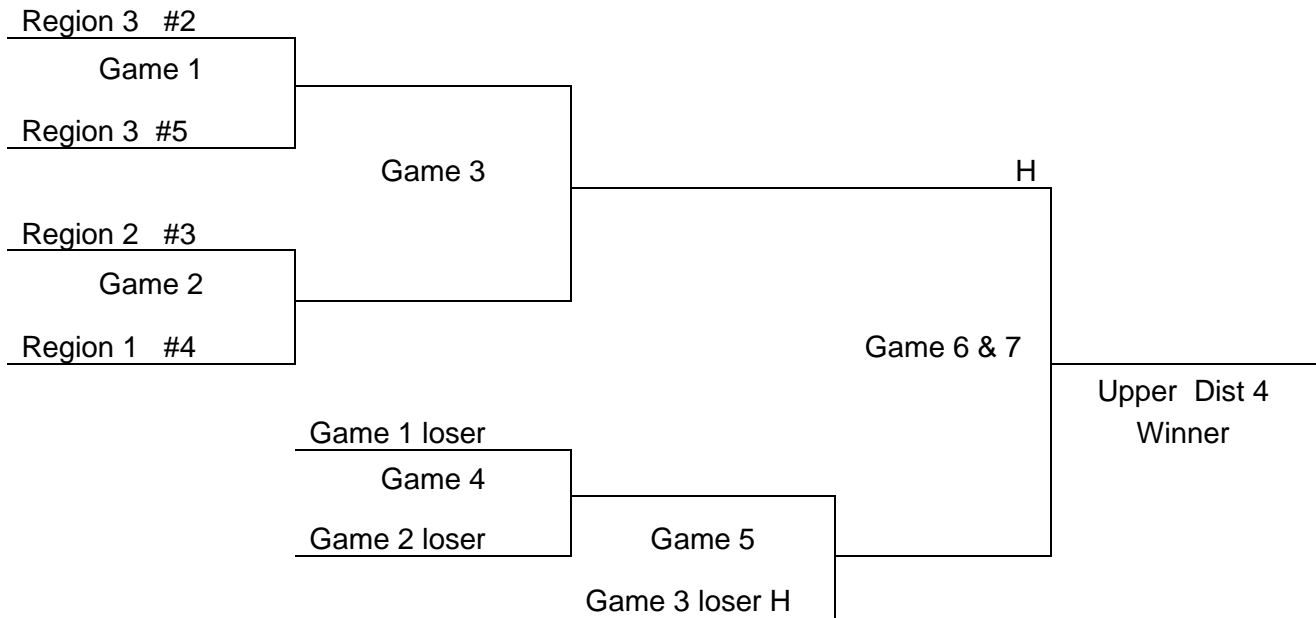 Region 3 #2
Game 1
Region 3 #5
Game 3
H
Region 2 #3
Game 2
Region 1 #4
Game 6 & 7
Upper Dist 4
Winner
Game 1 loser
Game 4
Game 2 loser
Game 5
Game 3 loser H